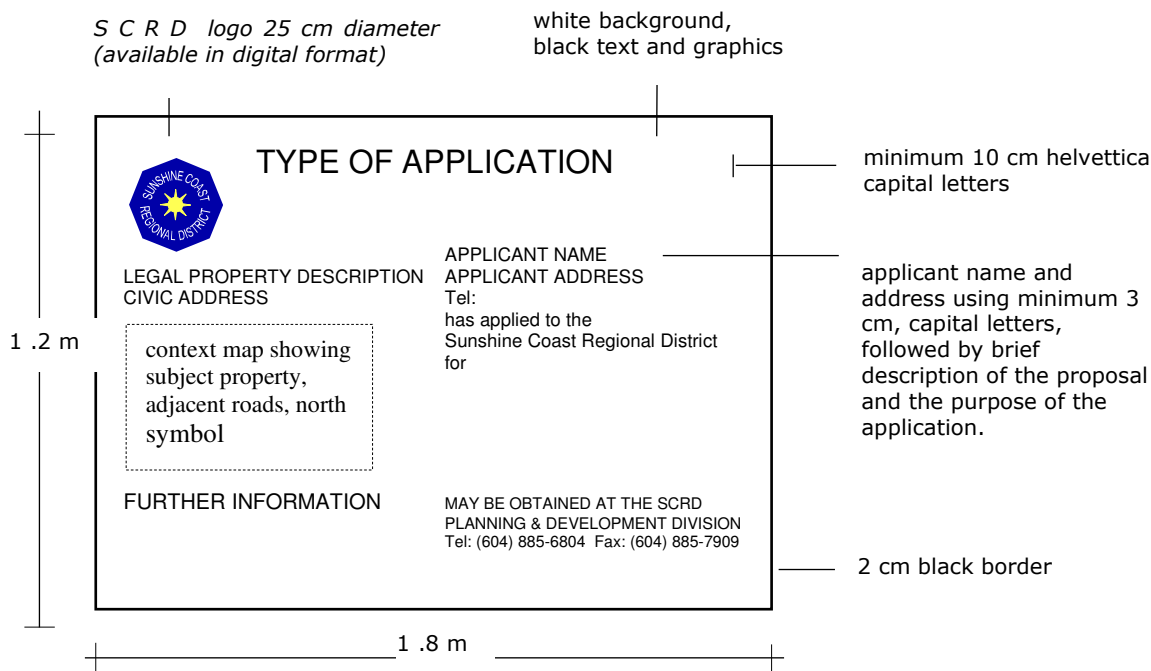 S C R D logo 25 cm diameter
(available in digital format)
white background,
black text and graphics
TYPE OF APPLICATION
minimum 10 cm helvettica
capital letters
SUNSHINE COAST
REGIONAL DISTRICT
LEGAL PROPERTY DESCRIPTION
CIVIC ADDRESS
APPLICANT NAME
APPLICANT ADDRESS
Tel:
has applied to the
Sunshine Coast Regional District
for
applicant name and
address using minimum 3
cm, capital letters,
followed by brief
description of the proposal
and the purpose of the
application.
1 .2 m
context map showing
subject property,
adjacent roads, north
symbol
FURTHER INFORMATION
MAY BE OBTAINED AT THE SCRD
PLANNING & DEVELOPMENT DIVISION
Tel: (604) 885-6804 Fax: (604) 885-7909
2 cm black border
1 .8 m